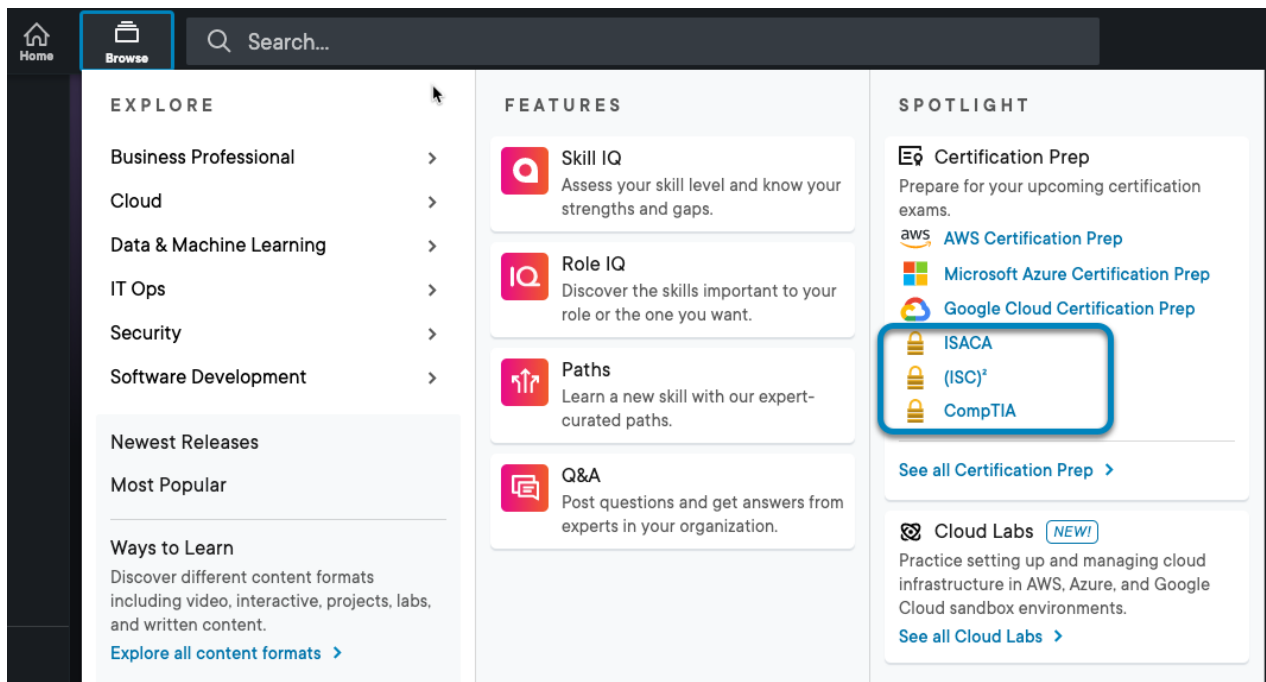 Home
Browse
Search...
EXPLORE
Business Professional
Cloud
Data & Machine Learning
IT Ops
Security
Software Development
Newest Releases
Most Popular
Ways to Learn
Discover different content formats
including video, interactive, projects, labs,
and written content.
Explore all content formats
FEATURES
Skill IQ
Assess your skill level and know your
strengths and gaps.
IQ
Role IQ
Discover the skills important to your
role or the one you want.
Paths
Learn a new skill with our expert-
curated paths.
Q&A
Post questions and get answers from
experts in your organization.
SPOTLIGHT
Certification Prep
Prepare for your upcoming certification
exams.
aws AWS Certification Prep
Microsoft Azure Certification Prep
Google Cloud Certification Prep
ISACA
(ISC)²
CompTIA
See all Certification Prep
Cloud Labs NEW!
Practice setting up and managing cloud
infrastructure in AWS, Azure, and Google
Cloud sandbox environments.
See all Cloud Labs